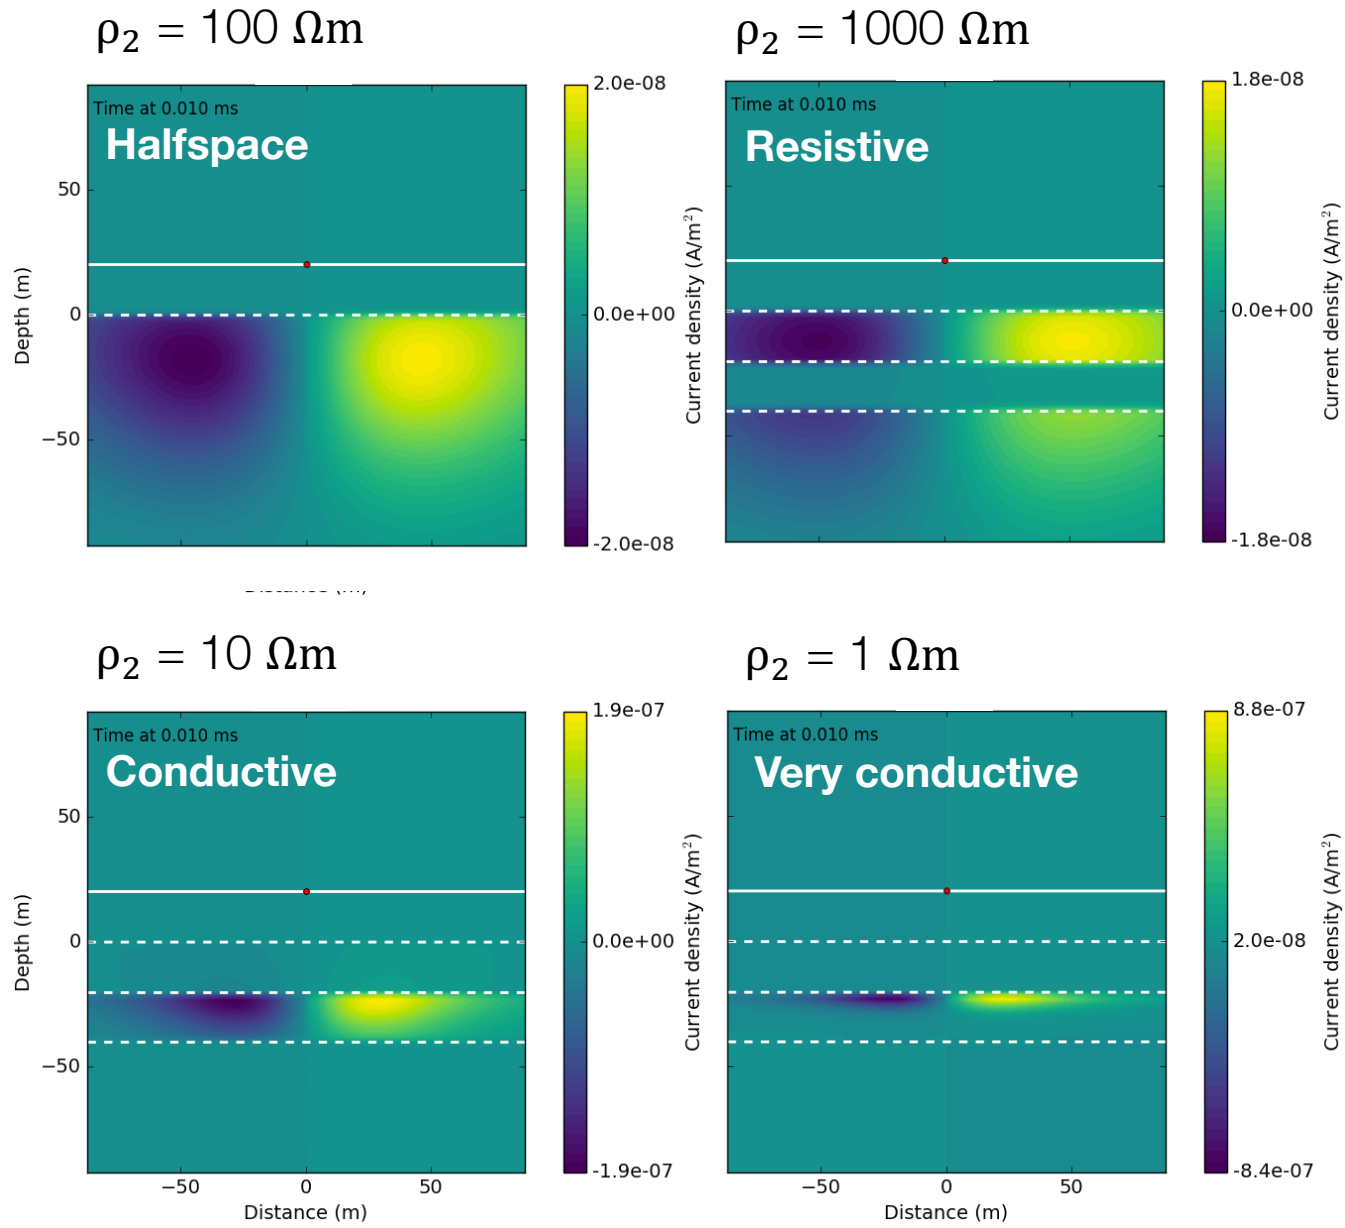 ρ₂ = 100 Ωm
ρ₂ = 1000 Ωm
Time at 0.010 ms
Halfspace
50
0
−50
Depth (m)
2.0e-08
0.0e+00
-2.0e-08
Current density (A/m²)
Time at 0.010 ms
Resistive
1.8e-08
0.0e+00
-1.8e-08
Current density (A/m²)
Distance (m)
ρ₂ = 10 Ωm
ρ₂ = 1 Ωm
Time at 0.010 ms
Conductive
50
0
−50
Depth (m)
−50 0 50
Distance (m)
1.9e-07
0.0e+00
-1.9e-07
Current density (A/m²)
Time at 0.010 ms
Very conductive
−50 0 50
Distance (m)
8.8e-07
2.0e-08
-8.4e-07
Current density (A/m²)